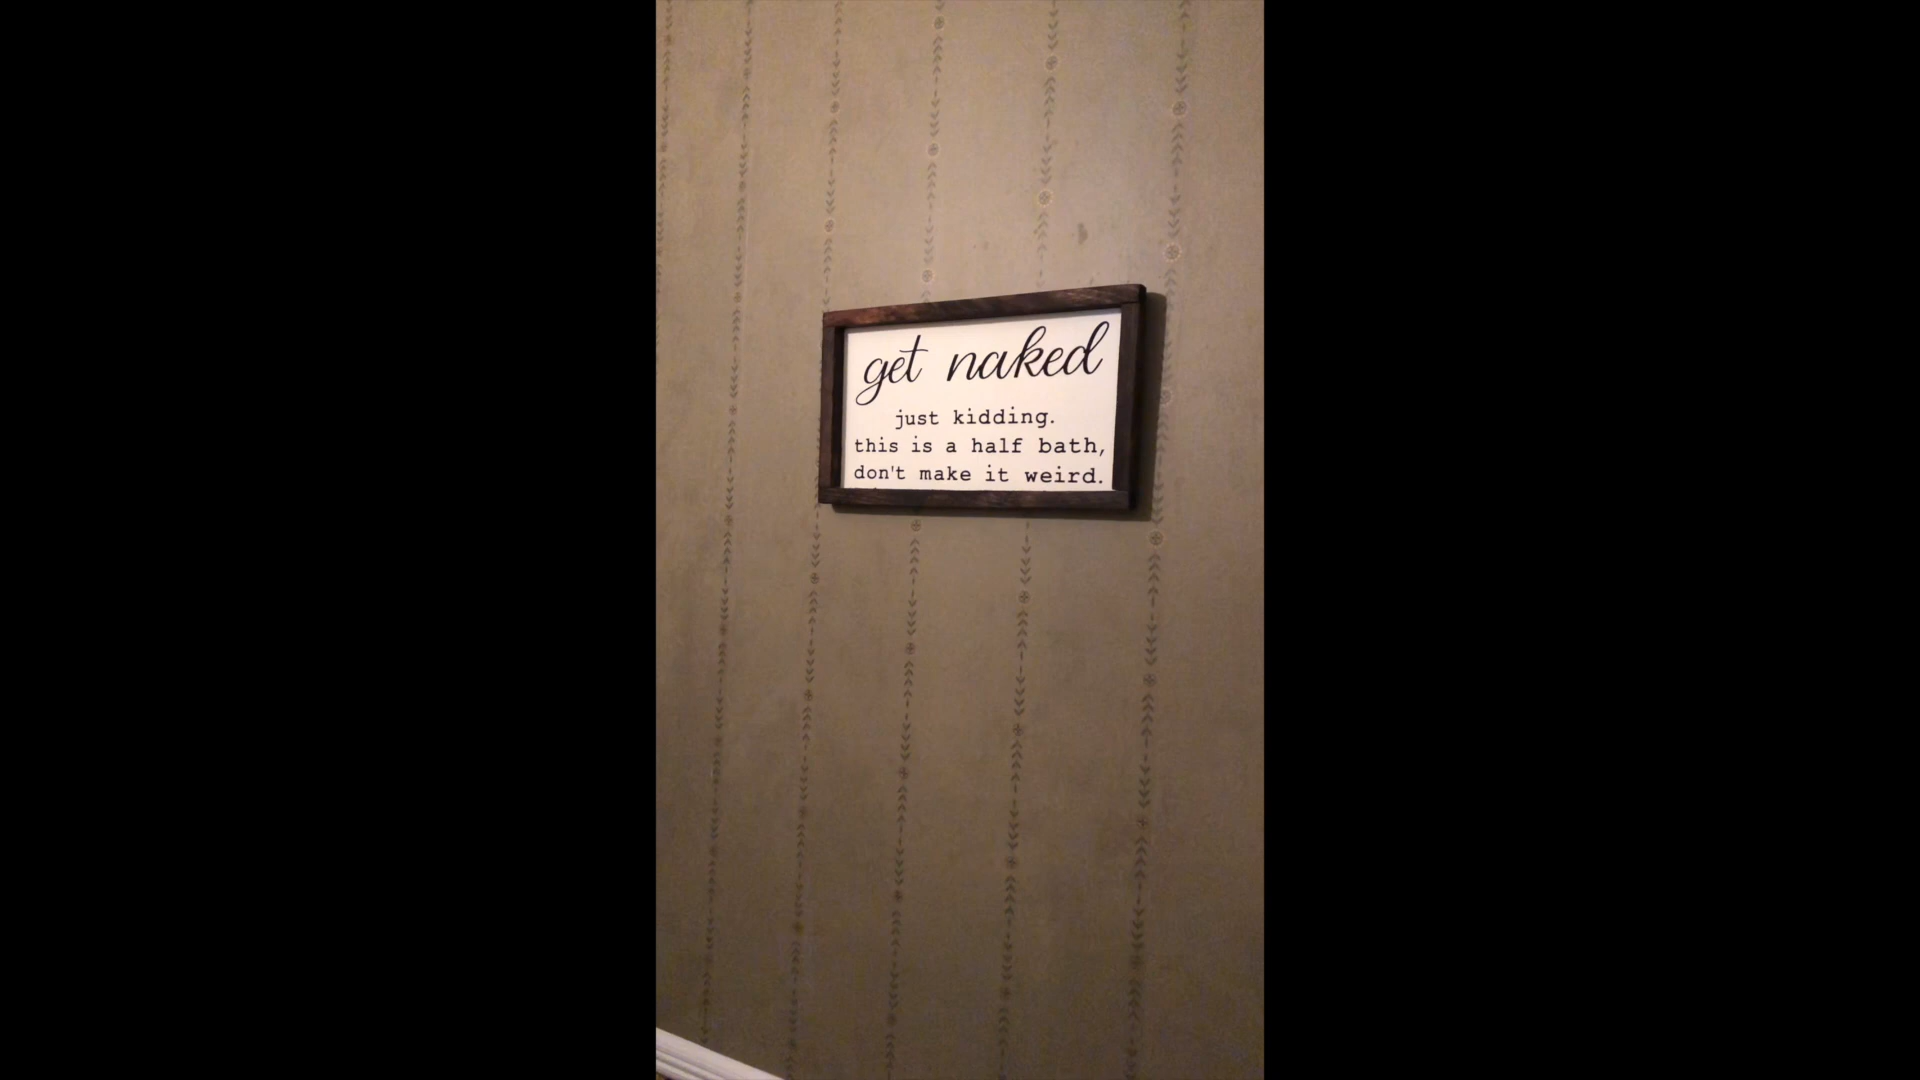 get naked
just kidding.
this is a half bath,
don't make it weird.